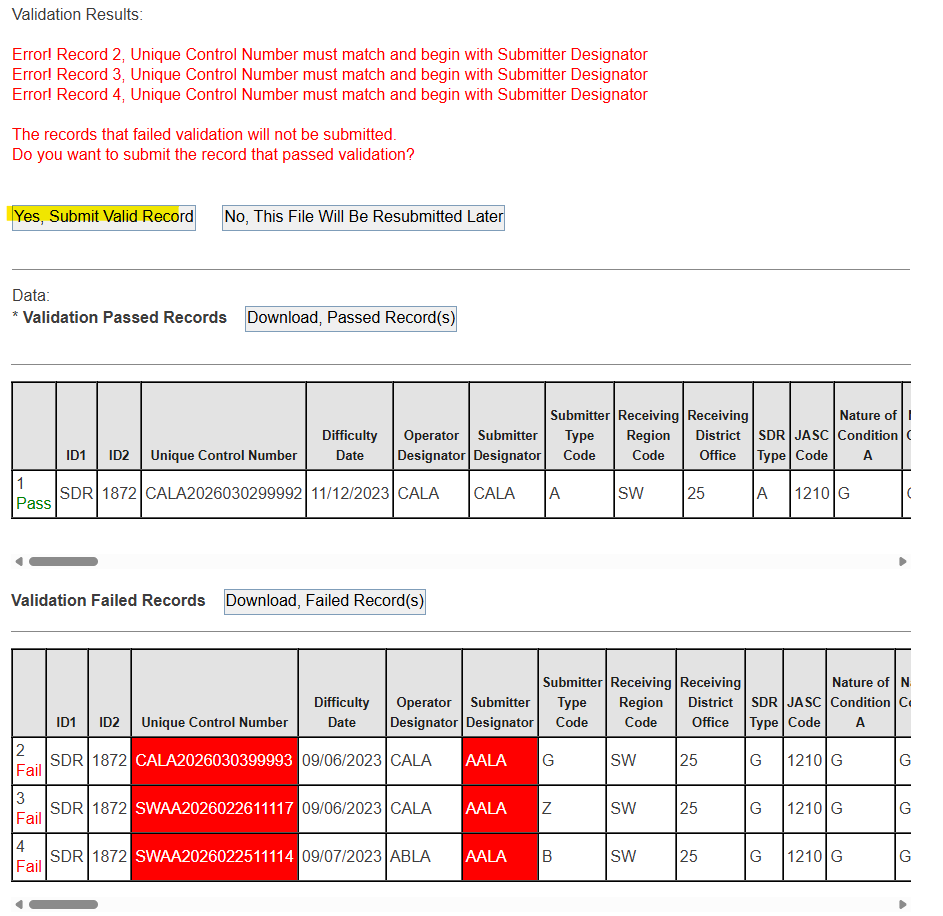 Validation Results:
Error! Record 2, Unique Control Number must match and begin with Submitter Designator
Error! Record 3, Unique Control Number must match and begin with Submitter Designator
Error! Record 4, Unique Control Number must match and begin with Submitter Designator
The records that failed validation will not be submitted.
Do you want to submit the record that passed validation?
Yes, Submit Valid Record No, This File Will Be Resubmitted Later
Data:
* Validation Passed Records Download, Passed Record(s)
ID1 ID2 Unique Control Number Difficulty Date Operator Designator Submitter Designator Submitter Type Code Receiving Region Code Receiving District Office SDR Type JASC Code Nature of Condition A
1 Pass SDR 1872 CALA2026030299992 11/12/2023 CALA CALA A SW 25 A 1210 G
Validation Failed Records Download, Failed Record(s)
ID1 ID2 Unique Control Number Difficulty Date Operator Designator Submitter Designator Submitter Type Code Receiving Region Code Receiving District Office SDR Type JASC Code Nature of Condition A
2 Fail SDR 1872 CALA2026030399993 09/06/2023 CALA AALA G SW 25 G 1210 G G
3 Fail SDR 1872 SWAA2026022611117 09/06/2023 CALA AALA Z SW 25 G 1210 G G
4 Fail SDR 1872 SWAA2026022511114 09/07/2023 ABLA AALA B SW 25 G 1210 G G